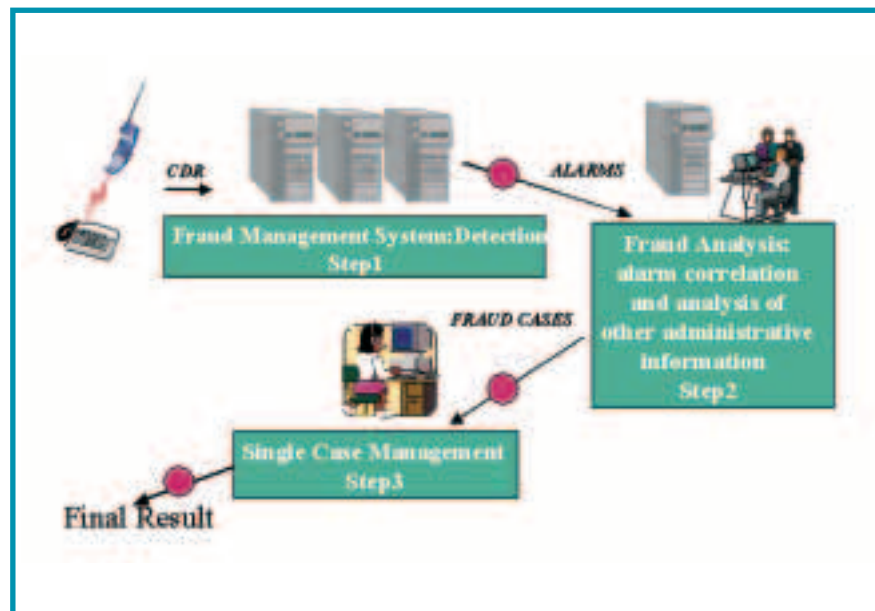 CDR
ALARMS
Fraud Management System:Detection
Step1
Fraud Analysis:
alarm correlation
and analysis of
other administrative
information
Step2
FRAUD CASES
Single Case Management
Step3
Final Result